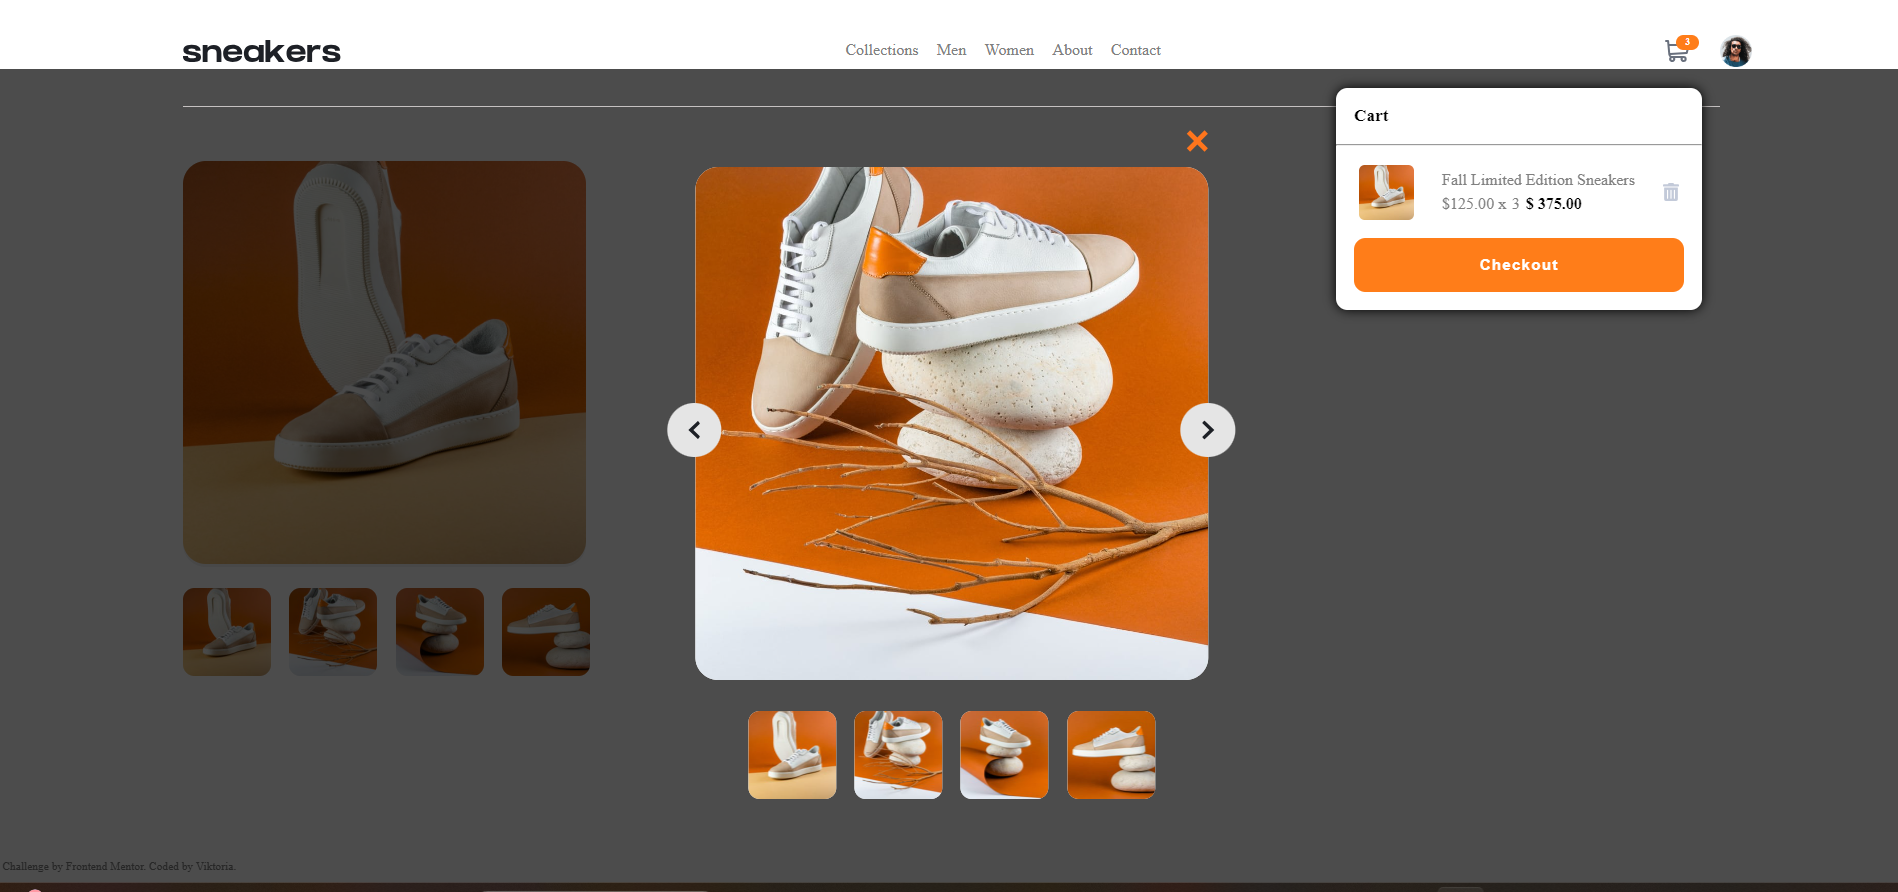 sneakers
Collections Men Women About Contact
3
Cart
Fall Limited Edition Sneakers
$125.00 x 3 $ 375.00
Checkout
Challenge by Frontend Mentor. Coded by Viktoria.